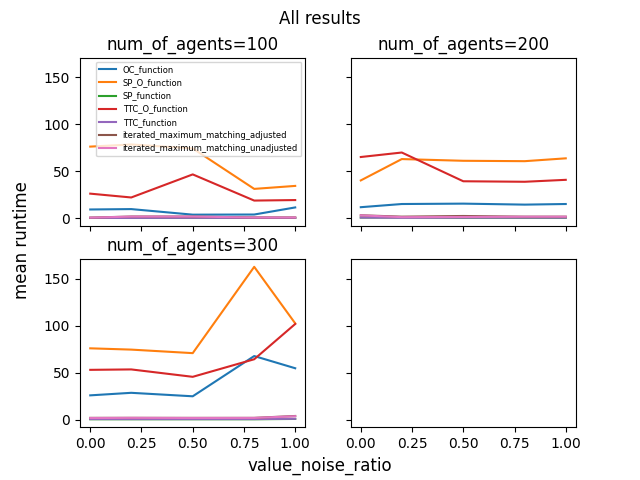 All results
num_of_agents=100
num_of_agents=200
150
100
50
0
OC_function
SP_O_function
SP_function
TTC_O_function
TTC_function
iterated_maximum_matching_adjusted
iterated_maximum_matching_unadjusted
mean runtime
num_of_agents=300
150
100
50
0
0.00 0.25 0.50 0.75 1.00
0.00 0.25 0.50 0.75 1.00
value_noise_ratio